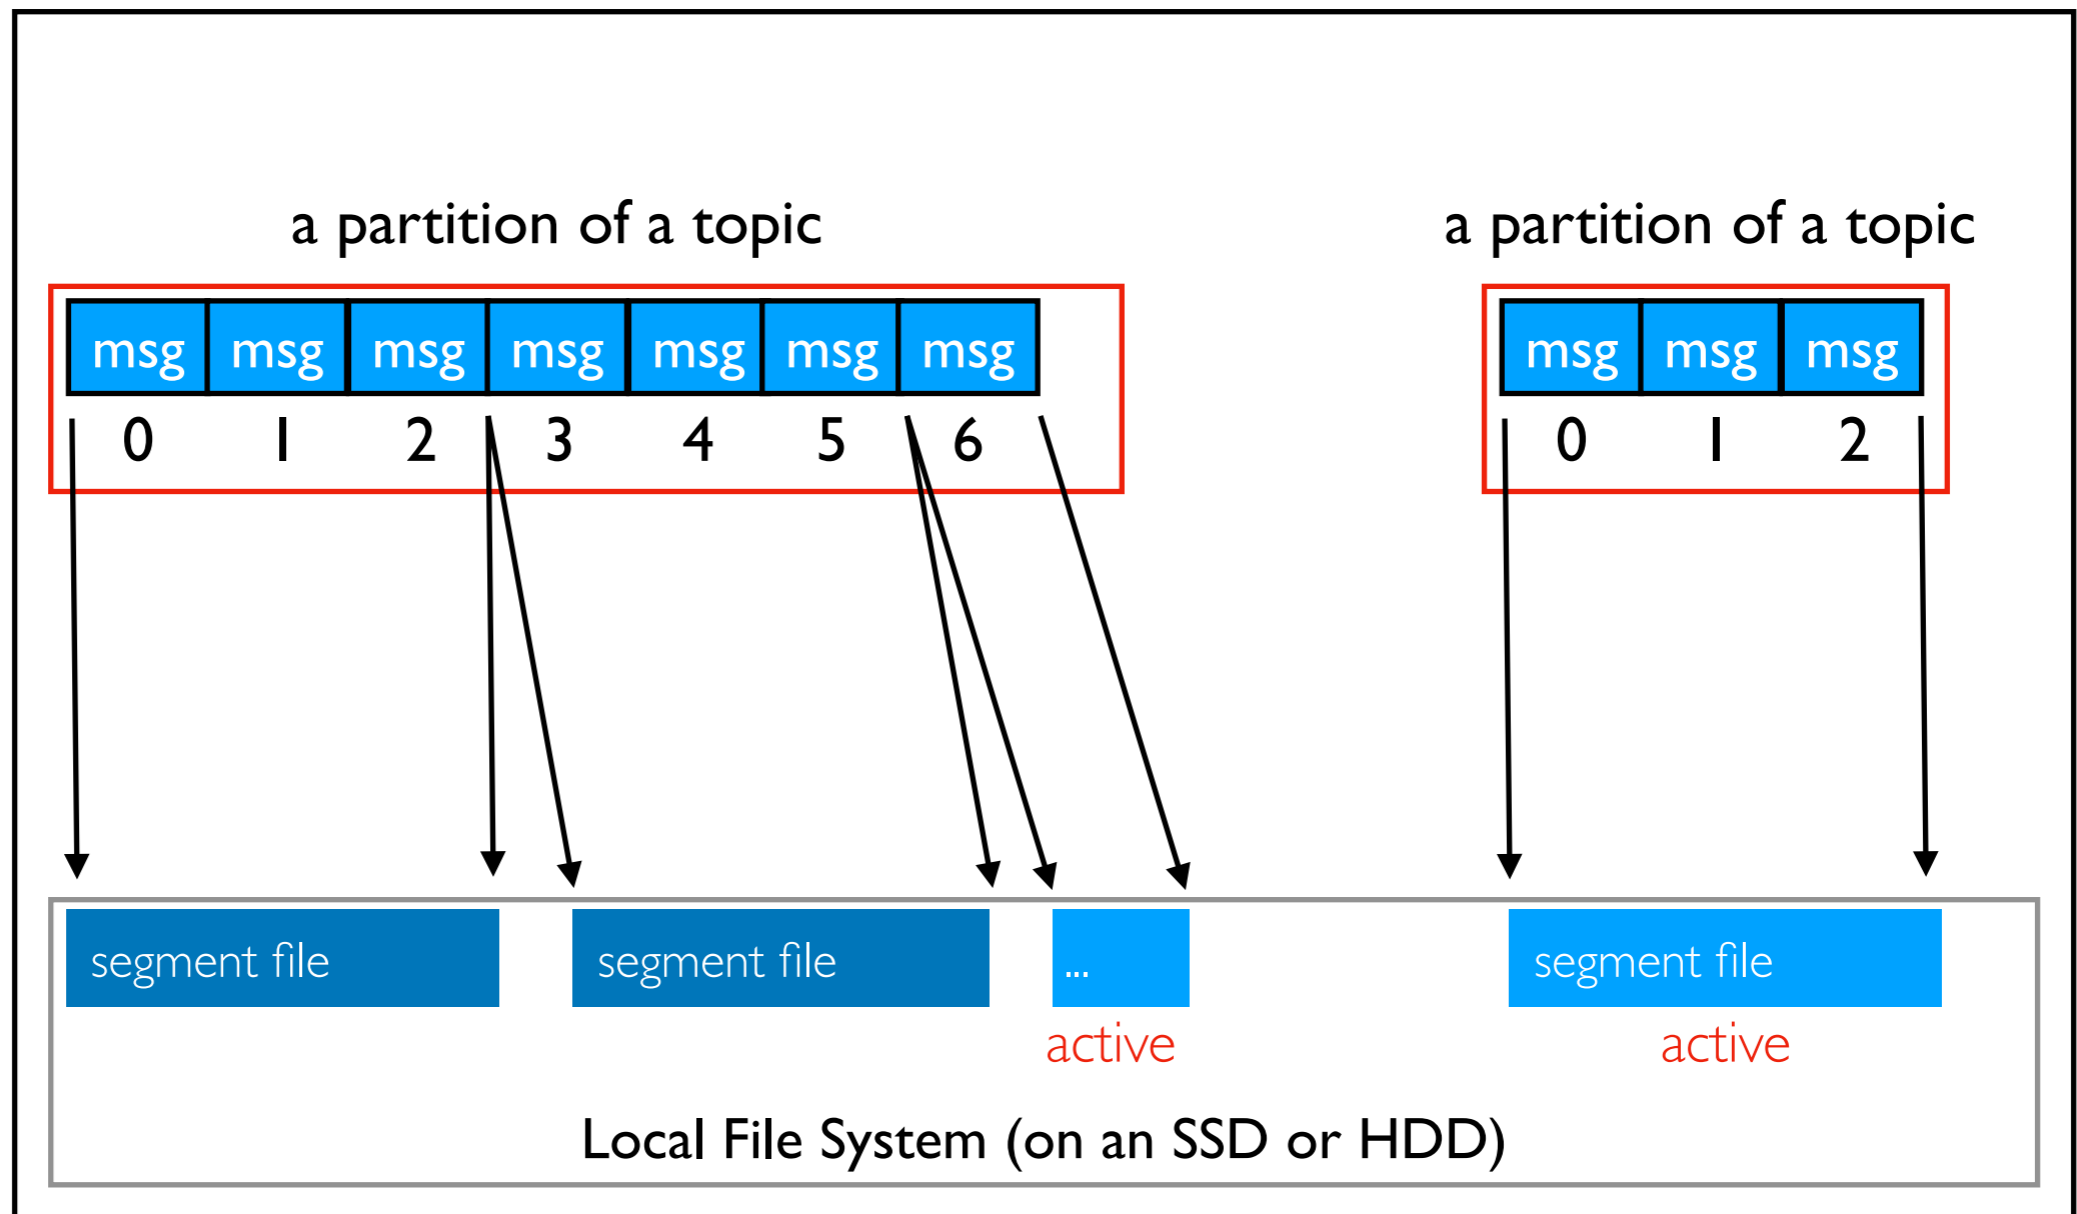 a partition of a topic
a partition of a topic
msg msg msg msg msg msg msg
msg msg msg
0 1 2 3 4 5 6
0 1 2
segment file
segment file
...
segment file
active
active
Local File System (on an SSD or HDD)